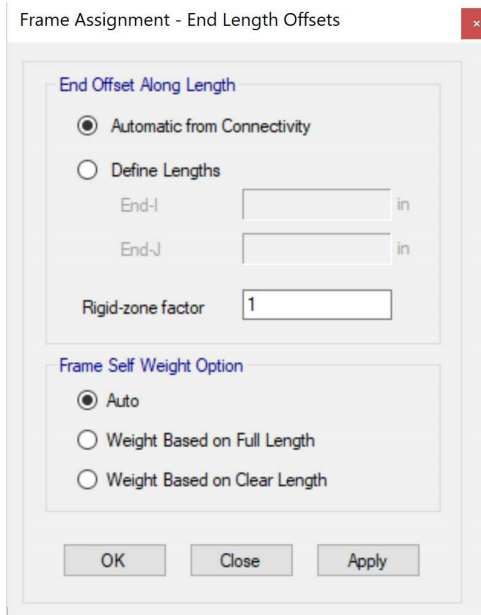 Frame Assignment - End Length Offsets
×
End Offset Along Length
Automatic from Connectivity
Define Lengths
End-I in
End-J in
Rigid-zone factor 1
Frame Self Weight Option
Auto
Weight Based on Full Length
Weight Based on Clear Length
OK Close Apply